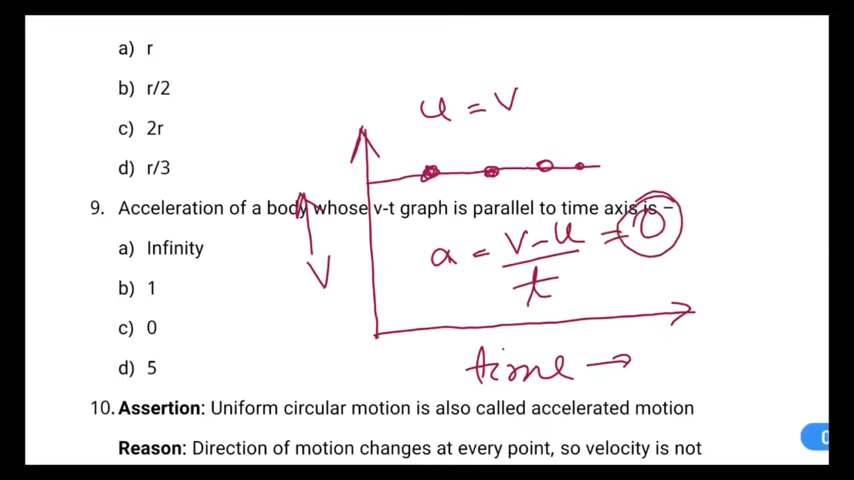 a) r
b) r/2
u = v
c) 2r
d) r/3
9. Acceleration of a body whose v-t graph is parallel to time axis is –
a) Infinity
a = v - u / t = 0
v
b) 1
c) 0
d) 5
time →
10. Assertion: Uniform circular motion is also called accelerated motion
Reason: Direction of motion changes at every point, so velocity is not